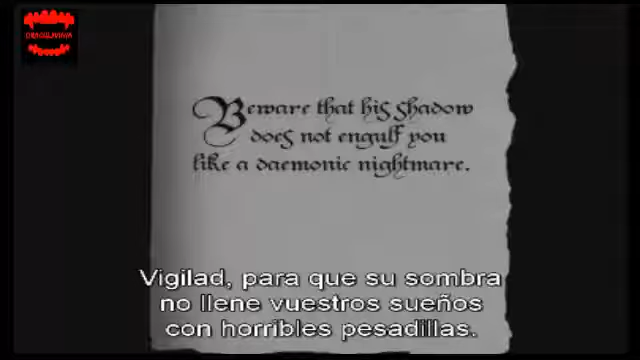 DRACULAVINYA
Beware that his shadow
does not engulf you
like a daemonic nightmare.
Vigilad, para que su sombra
no llene vuestros sueños
con horribles pesadillas.